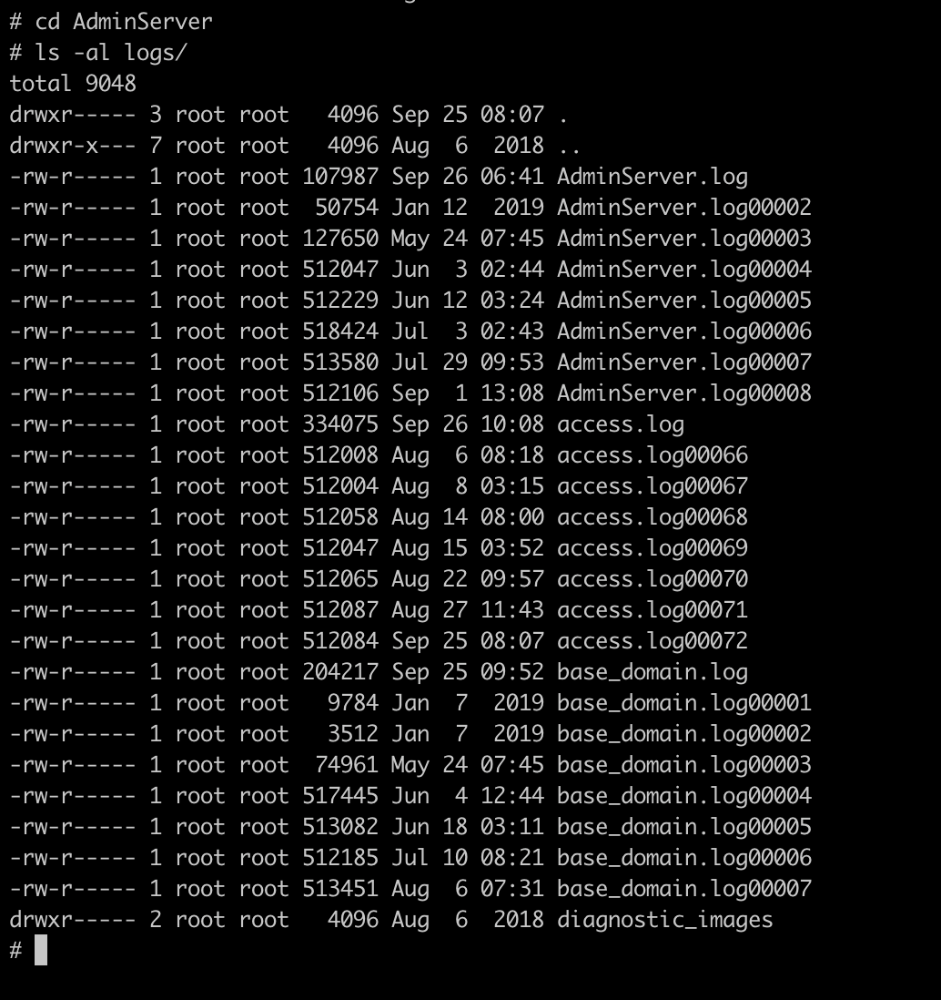 # cd AdminServer
# ls -al logs/
total 9048
drwxr----- 3 root root   4096 Sep 25 08:07 .
drwxr-x--- 7 root root   4096 Aug  6  2018 ..
-rw-r----- 1 root root 107987 Sep 26 06:41 AdminServer.log
-rw-r----- 1 root root  50754 Jan 12  2019 AdminServer.log00002
-rw-r----- 1 root root 127650 May 24 07:45 AdminServer.log00003
-rw-r----- 1 root root 512047 Jun  3 02:44 AdminServer.log00004
-rw-r----- 1 root root 512229 Jun 12 03:24 AdminServer.log00005
-rw-r----- 1 root root 518424 Jul  3 02:43 AdminServer.log00006
-rw-r----- 1 root root 513580 Jul 29 09:53 AdminServer.log00007
-rw-r----- 1 root root 512106 Sep  1 13:08 AdminServer.log00008
-rw-r----- 1 root root 334075 Sep 26 10:08 access.log
-rw-r----- 1 root root 512008 Aug  6 08:18 access.log00066
-rw-r----- 1 root root 512004 Aug  8 03:15 access.log00067
-rw-r----- 1 root root 512058 Aug 14 08:00 access.log00068
-rw-r----- 1 root root 512047 Aug 15 03:52 access.log00069
-rw-r----- 1 root root 512065 Aug 22 09:57 access.log00070
-rw-r----- 1 root root 512087 Aug 27 11:43 access.log00071
-rw-r----- 1 root root 512084 Sep 25 08:07 access.log00072
-rw-r----- 1 root root 204217 Sep 25 09:52 base_domain.log
-rw-r----- 1 root root   9784 Jan  7  2019 base_domain.log00001
-rw-r----- 1 root root   3512 Jan  7  2019 base_domain.log00002
-rw-r----- 1 root root  74961 May 24 07:45 base_domain.log00003
-rw-r----- 1 root root 517445 Jun  4 12:44 base_domain.log00004
-rw-r----- 1 root root 513082 Jun 18 03:11 base_domain.log00005
-rw-r----- 1 root root 512185 Jul 10 08:21 base_domain.log00006
-rw-r----- 1 root root 513451 Aug  6 07:31 base_domain.log00007
drwxr----- 2 root root   4096 Aug  6  2018 diagnostic_images
#